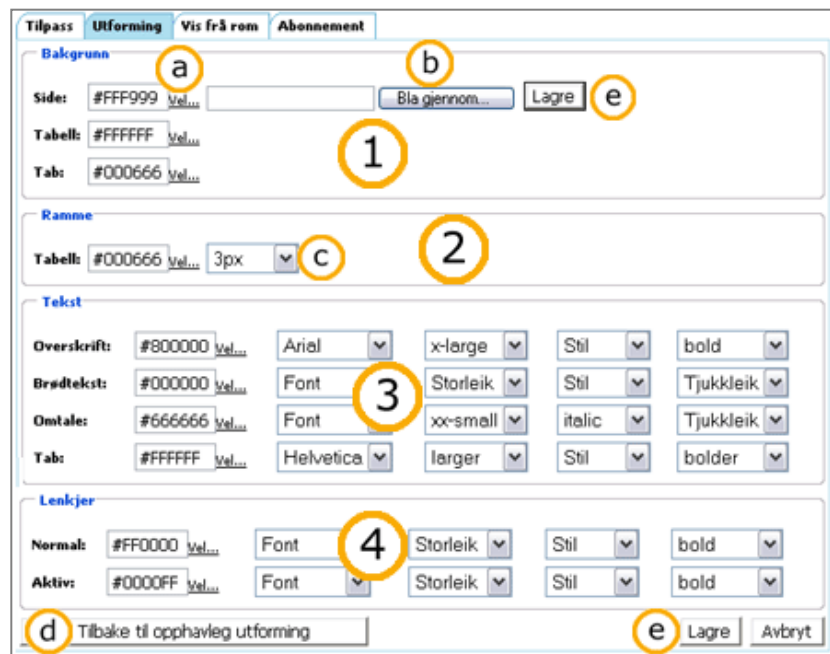 Tilpass Utforming Vis frå rom Abonnement
Bakgrunn
a b
Side: #FFF999 Vel... Bla gjennom... Lagre e
Tabell: #FFFFFF Vel...
1
Tab: #000666 Vel...
Ramme
2
Tabell: #000666 Vel... 3px c
Tekst
Overskrift: #800000 Vel... Arial x-large Stil bold
Brødtekst: #000000 Vel... Font Storleik Stil Tjukkleik
3
Omtale: #666666 Vel... Font xx-small italic Tjukkleik
Tab: #FFFFFF Vel... Helvetica larger Stil bolder
Lenkjer
Normal: #FF0000 Vel... Font 4 Storleik Stil bold
Aktiv: #0000FF Vel... Font Storleik Stil bold
d Tilbake til opphavleg utforming e Lagre Avbryt